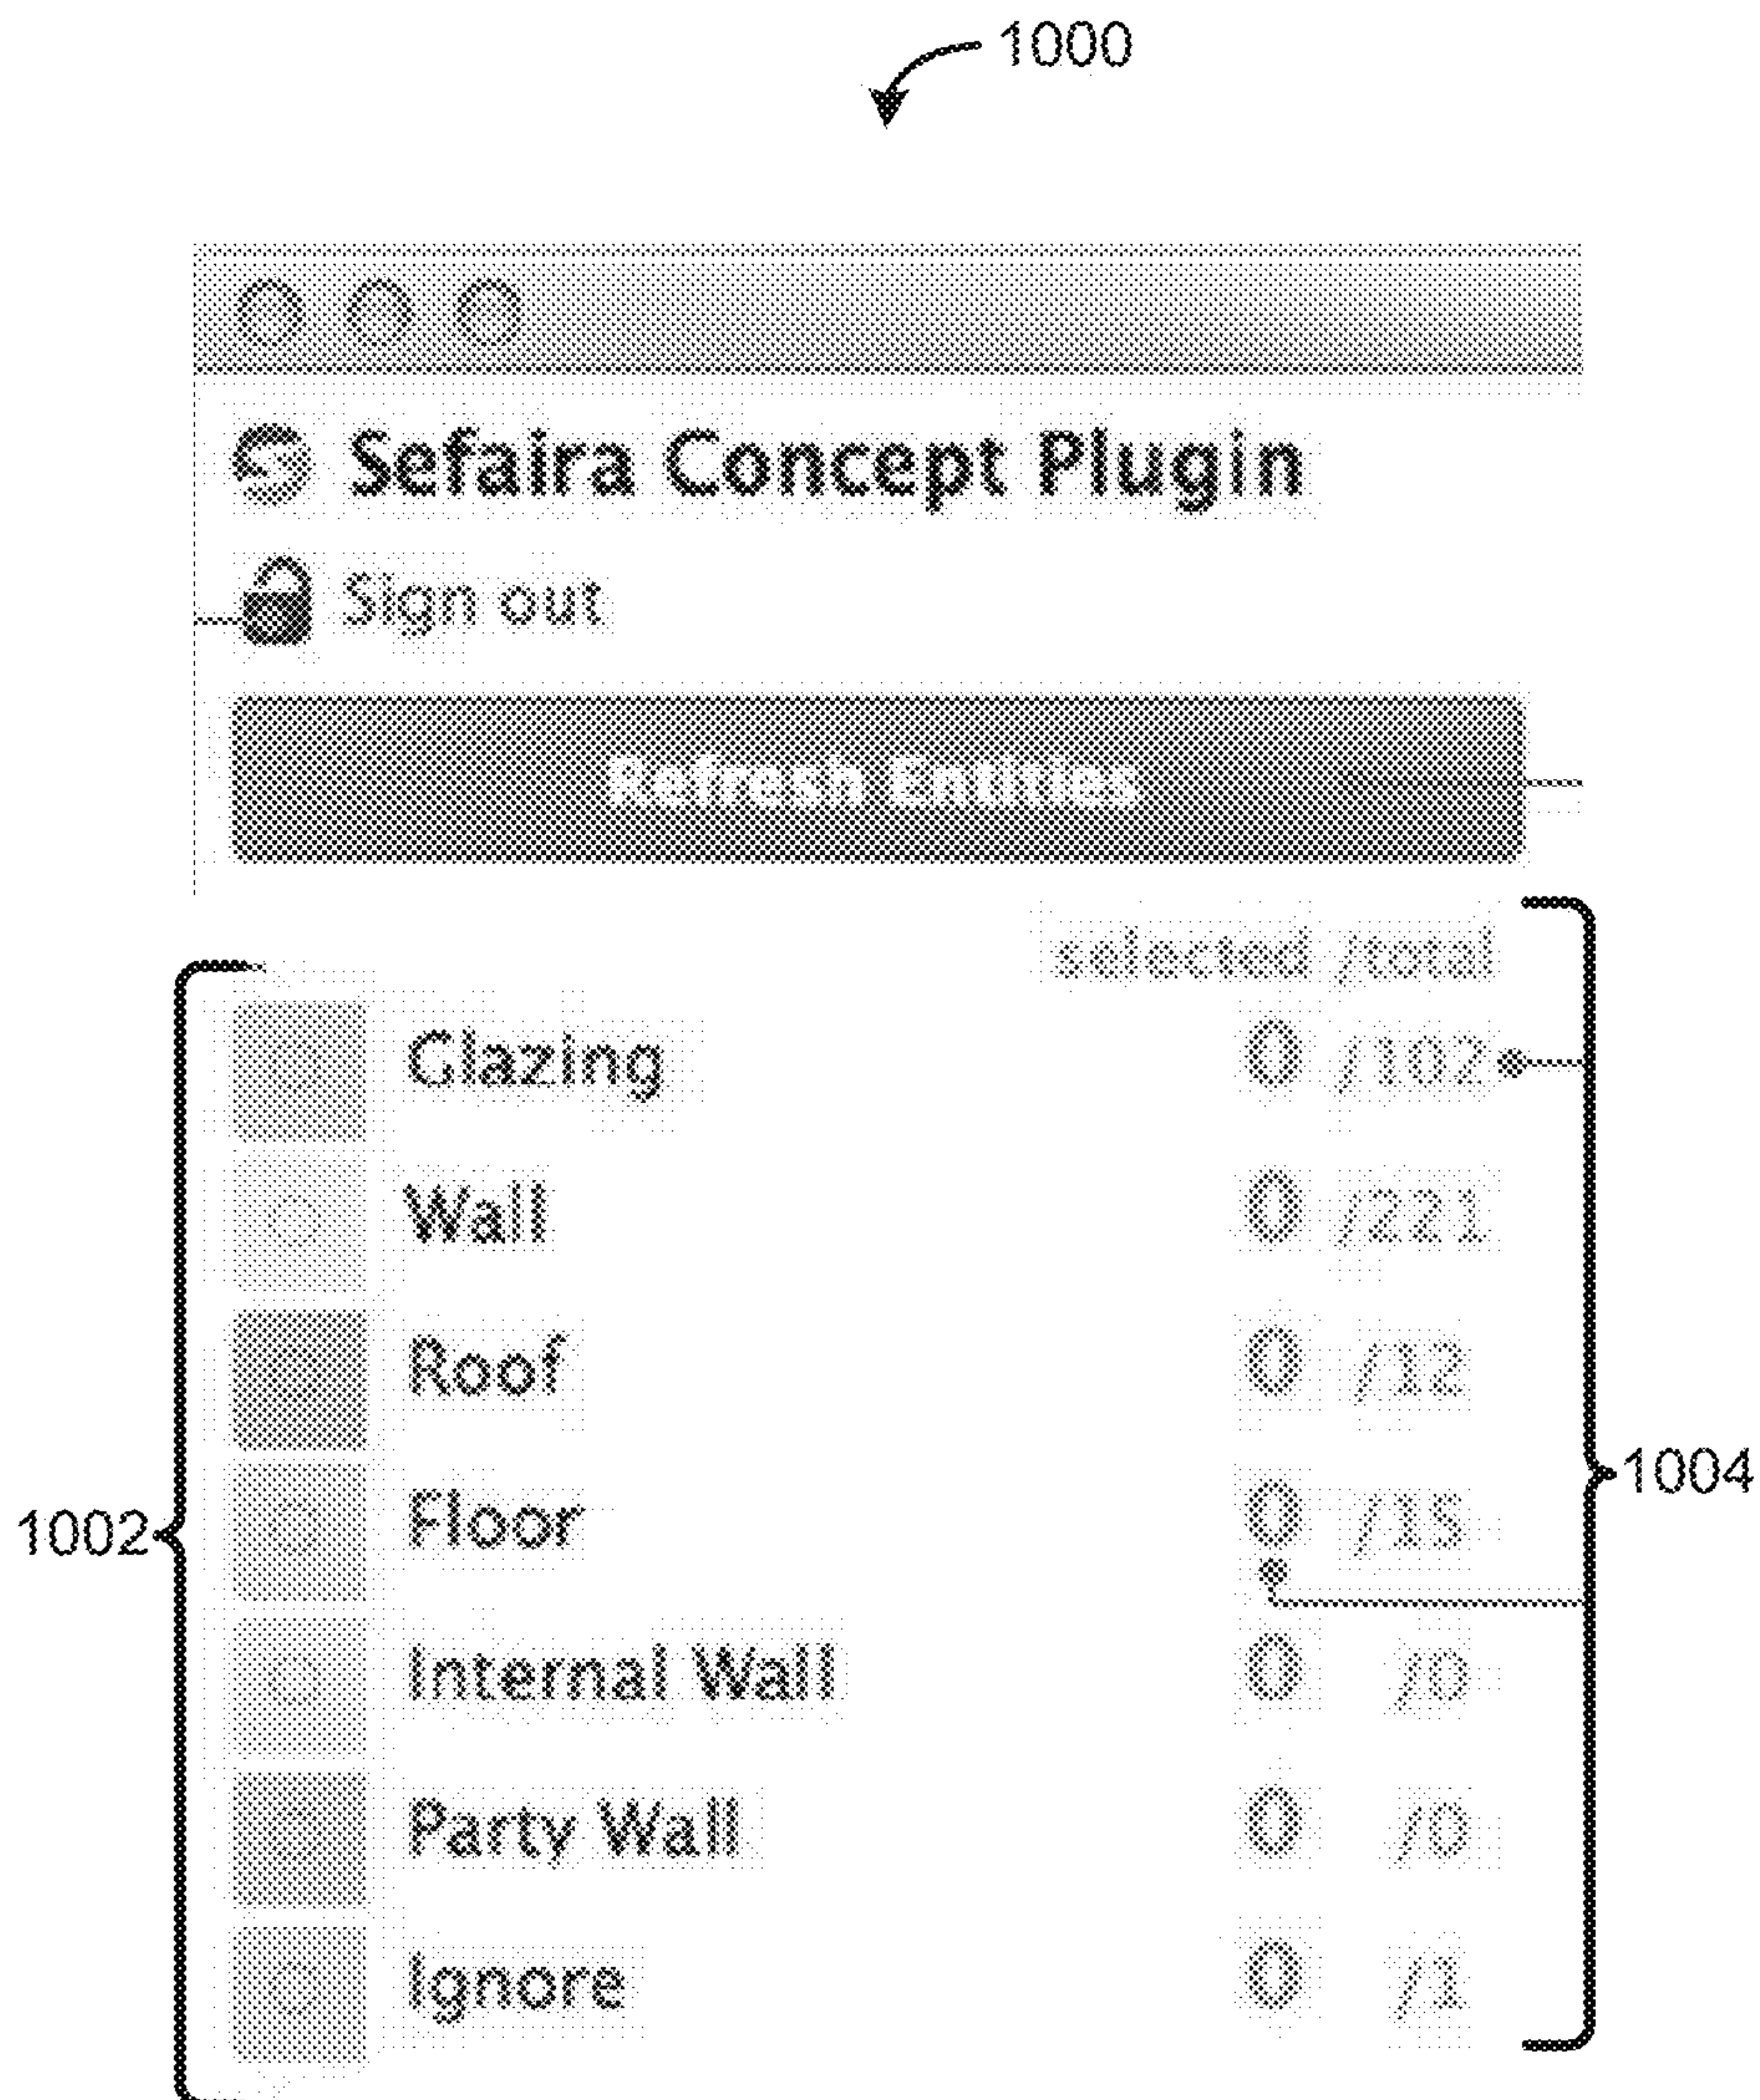 1000
Sefaira Concept Plugin
Sign out
Refresh Entities
selected /total
Glazing 0 /102
Wall 0 /221
Roof 0 /12
1004
Floor 0 /15
1002
Internal Wall 0 /0
Party Wall 0 /0
Ignore 0 /1